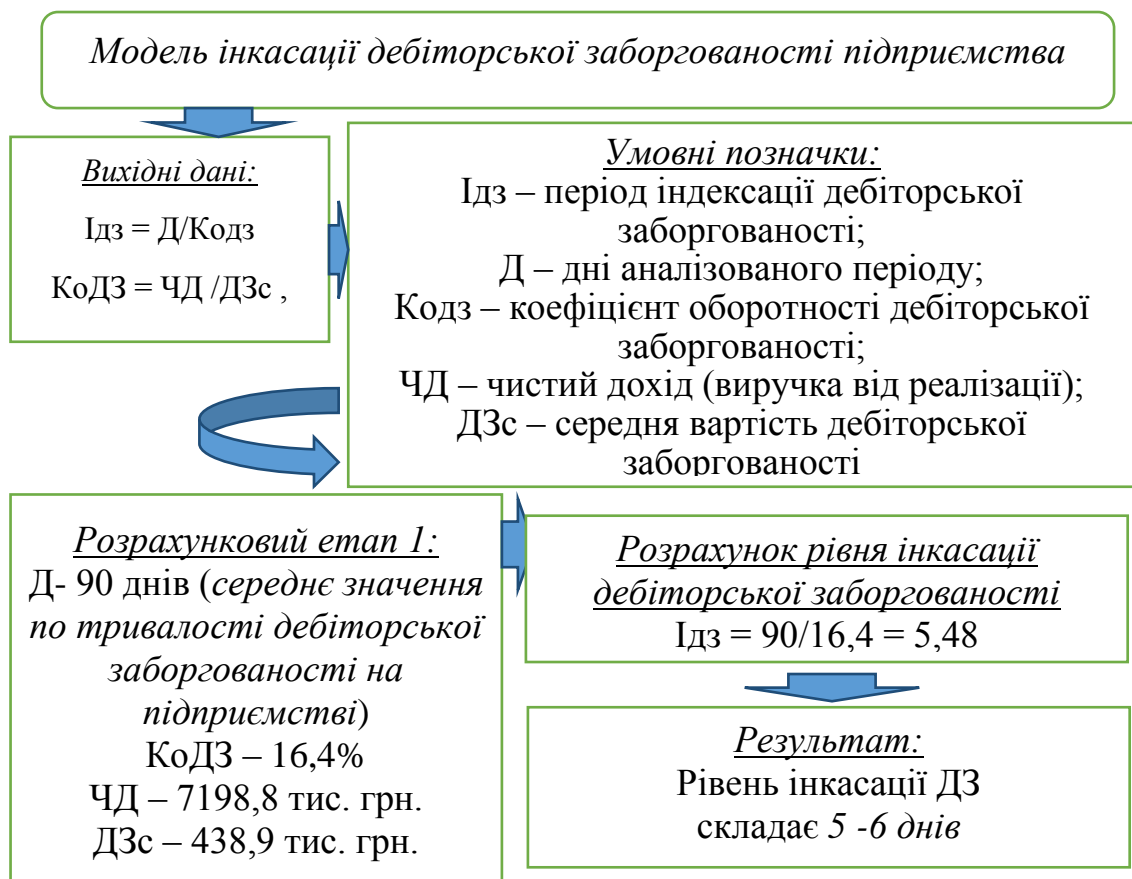 Модель інкасації дебіторської заборгованості підприємства
Вихідні дані:
Ідз = Д/Кодз
КоДЗ = ЧД /ДЗс ,
Умовні позначки:
Ідз – період індексації дебіторської
заборгованості;
Д – дні аналізованого періоду;
Кодз – коефіцієнт оборотності дебіторської
заборгованості;
ЧД – чистий дохід (виручка від реалізації);
ДЗс – середня вартість дебіторської
заборгованості
Розрахунковий етап 1:
Д- 90 днів (середнє значення
по тривалості дебіторської
заборгованості на
підприємстві)
КоДЗ – 16,4%
ЧД – 7198,8 тис. грн.
ДЗс – 438,9 тис. грн.
Розрахунок рівня інкасації
дебіторської заборгованості
Ідз = 90/16,4 = 5,48
Результат:
Рівень інкасації ДЗ
складає 5 -6 днів